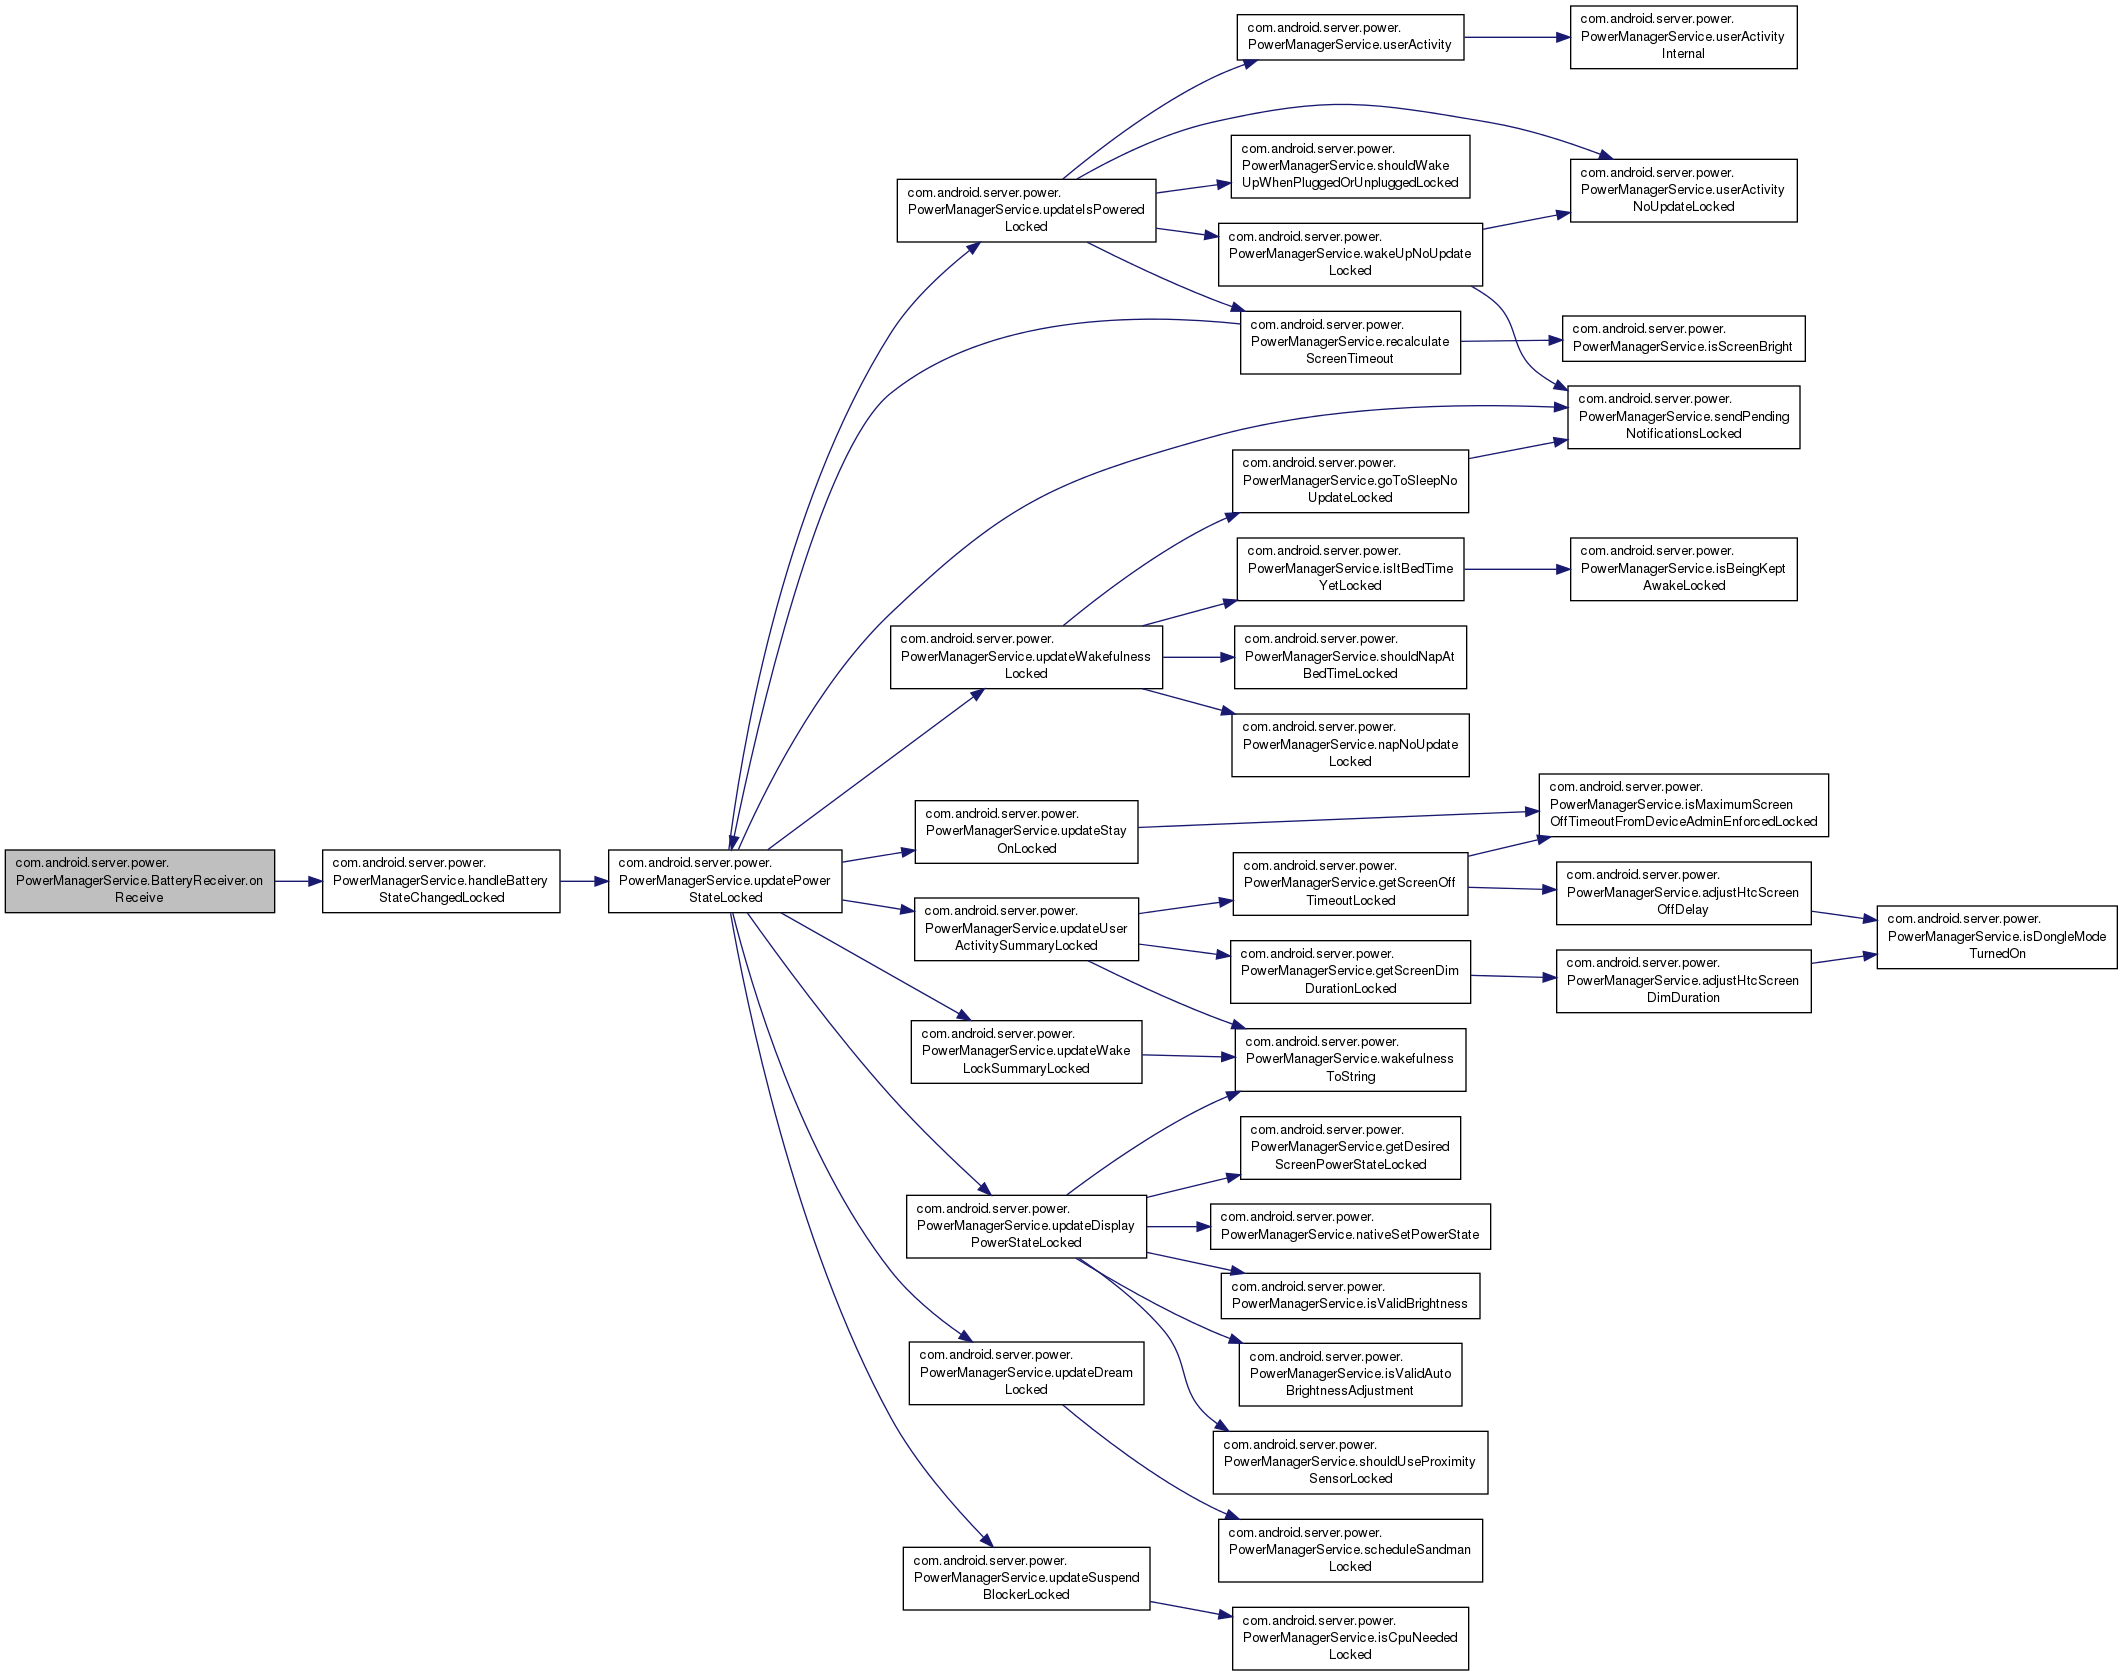 com.android.server.power.
PowerManagerService.BatteryReceiver.on
Receive
com.android.server.power.
PowerManagerService.handleBattery
StateChangedLocked
com.android.server.power.
PowerManagerService.updatePower
StateLocked
com.android.server.power.
PowerManagerService.updateIsPowered
Locked
com.android.server.power.
PowerManagerService.updateWakefulness
Locked
com.android.server.power.
PowerManagerService.updateStay
OnLocked
com.android.server.power.
PowerManagerService.updateUser
ActivitySummaryLocked
com.android.server.power.
PowerManagerService.updateWake
LockSummaryLocked
com.android.server.power.
PowerManagerService.updateDisplay
PowerStateLocked
com.android.server.power.
PowerManagerService.updateDream
Locked
com.android.server.power.
PowerManagerService.updateSuspend
BlockerLocked
com.android.server.power.
PowerManagerService.userActivity
com.android.server.power.
PowerManagerService.shouldWake
UpWhenPluggedOrUnpluggedLocked
com.android.server.power.
PowerManagerService.wakeUpNoUpdate
Locked
com.android.server.power.
PowerManagerService.recalculate
ScreenTimeout
com.android.server.power.
PowerManagerService.goToSleepNo
UpdateLocked
com.android.server.power.
PowerManagerService.isItBedTime
YetLocked
com.android.server.power.
PowerManagerService.shouldNapAt
BedTimeLocked
com.android.server.power.
PowerManagerService.napNoUpdate
Locked
com.android.server.power.
PowerManagerService.getScreenOff
TimeoutLocked
com.android.server.power.
PowerManagerService.getScreenDim
DurationLocked
com.android.server.power.
PowerManagerService.wakefulness
ToString
com.android.server.power.
PowerManagerService.getDesired
ScreenPowerStateLocked
com.android.server.power.
PowerManagerService.nativeSetPowerState
com.android.server.power.
PowerManagerService.isValidBrightness
com.android.server.power.
PowerManagerService.isValidAuto
BrightnessAdjustment
com.android.server.power.
PowerManagerService.shouldUseProximity
SensorLocked
com.android.server.power.
PowerManagerService.scheduleSandman
Locked
com.android.server.power.
PowerManagerService.isCpuNeeded
Locked
com.android.server.power.
PowerManagerService.userActivity
Internal
com.android.server.power.
PowerManagerService.userActivity
NoUpdateLocked
com.android.server.power.
PowerManagerService.isScreenBright
com.android.server.power.
PowerManagerService.sendPending
NotificationsLocked
com.android.server.power.
PowerManagerService.isBeingKept
AwakeLocked
com.android.server.power.
PowerManagerService.isMaximumScreen
OffTimeoutFromDeviceAdminEnforcedLocked
com.android.server.power.
PowerManagerService.adjustHtcScreen
OffDelay
com.android.server.power.
PowerManagerService.adjustHtcScreen
DimDuration
com.android.server.power.
PowerManagerService.isDongleMode
TurnedOn